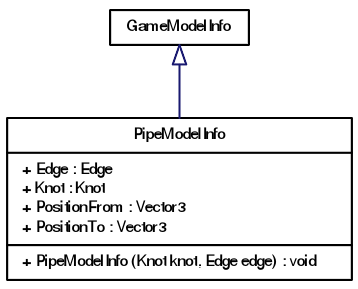 GameModelInfo
PipeModelInfo
+ Edge : Edge
+ Knot : Knot
+ PositionFrom : Vector3
+ PositionTo : Vector3
+ PipeModelInfo (Knot knot, Edge edge) : void